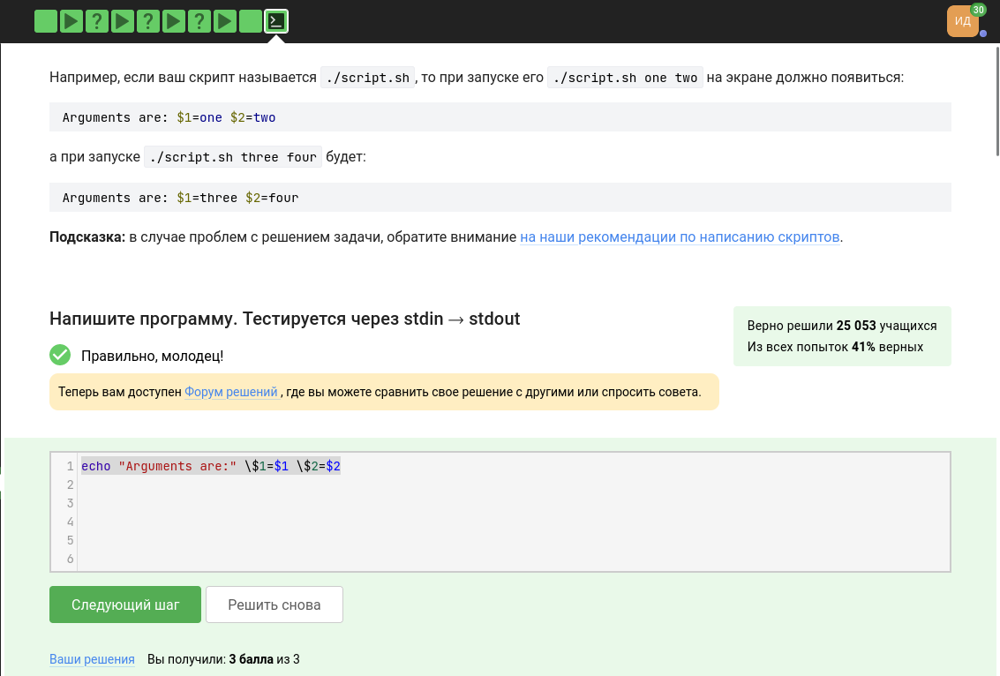 ? ? ?
ИД 30
Например, если ваш скрипт называется ./script.sh, то при запуске его ./script.sh one two на экране должно появиться:
Arguments are: $1=one $2=two
а при запуске ./script.sh three four будет:
Arguments are: $1=three $2=four
Подсказка: в случае проблем с решением задачи, обратите внимание на наши рекомендации по написанию скриптов.
Напишите программу. Тестируется через stdin → stdout
Верно решили 25 053 учащихся
Из всех попыток 41% верных
Правильно, молодец!
Теперь вам доступен Форум решений , где вы можете сравнить свое решение с другими или спросить совета.
1 echo "Arguments are:" \$1=$1 \$2=$2
2
3
4
5
6
Следующий шаг
Решить снова
Ваши решения Вы получили: 3 балла из 3